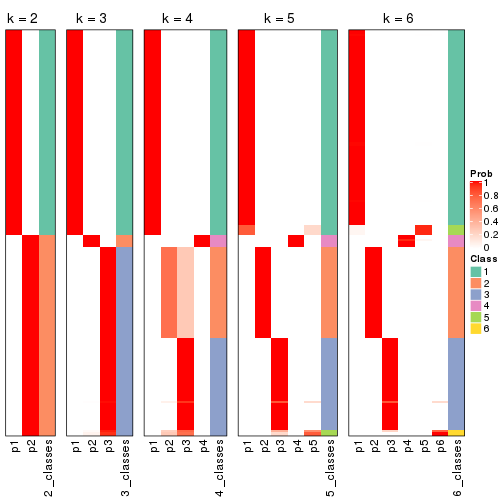 k = 2
k = 3
k = 4
k = 5
k = 6
Prob
1
0.8
0.6
0.4
0.2
0
Class
1
2
3
4
5
6
p1
p2
2_classes
p1
p2
p3
3_classes
p1
p2
p3
p4
4_classes
p1
p2
p3
p4
p5
5_classes
p1
p2
p3
p4
p5
p6
6_classes